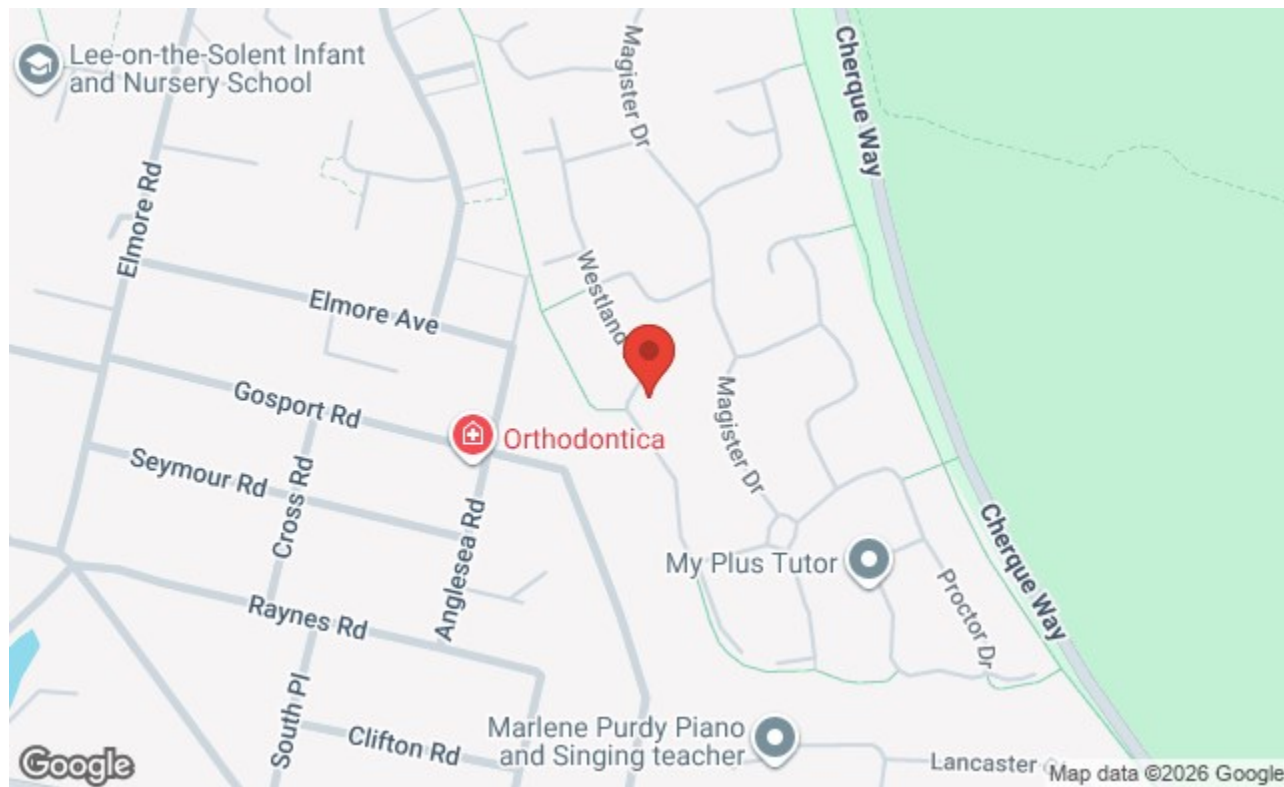 Lee-on-the-Solent Infant
and Nursery School
Magister Dr
Cherque Way
Elmore Rd
Westland
Elmore Ave
Gosport Rd
Orthodontica
Magister Dr
Seymour Rd
Cross Rd
Anglesea Rd
My Plus Tutor
Cherque Way
Proctor Dr
Raynes Rd
South Pl
Clifton Rd
Marlene Purdy Piano
and Singing teacher
Lancaster
Google
Map data ©2026 Google